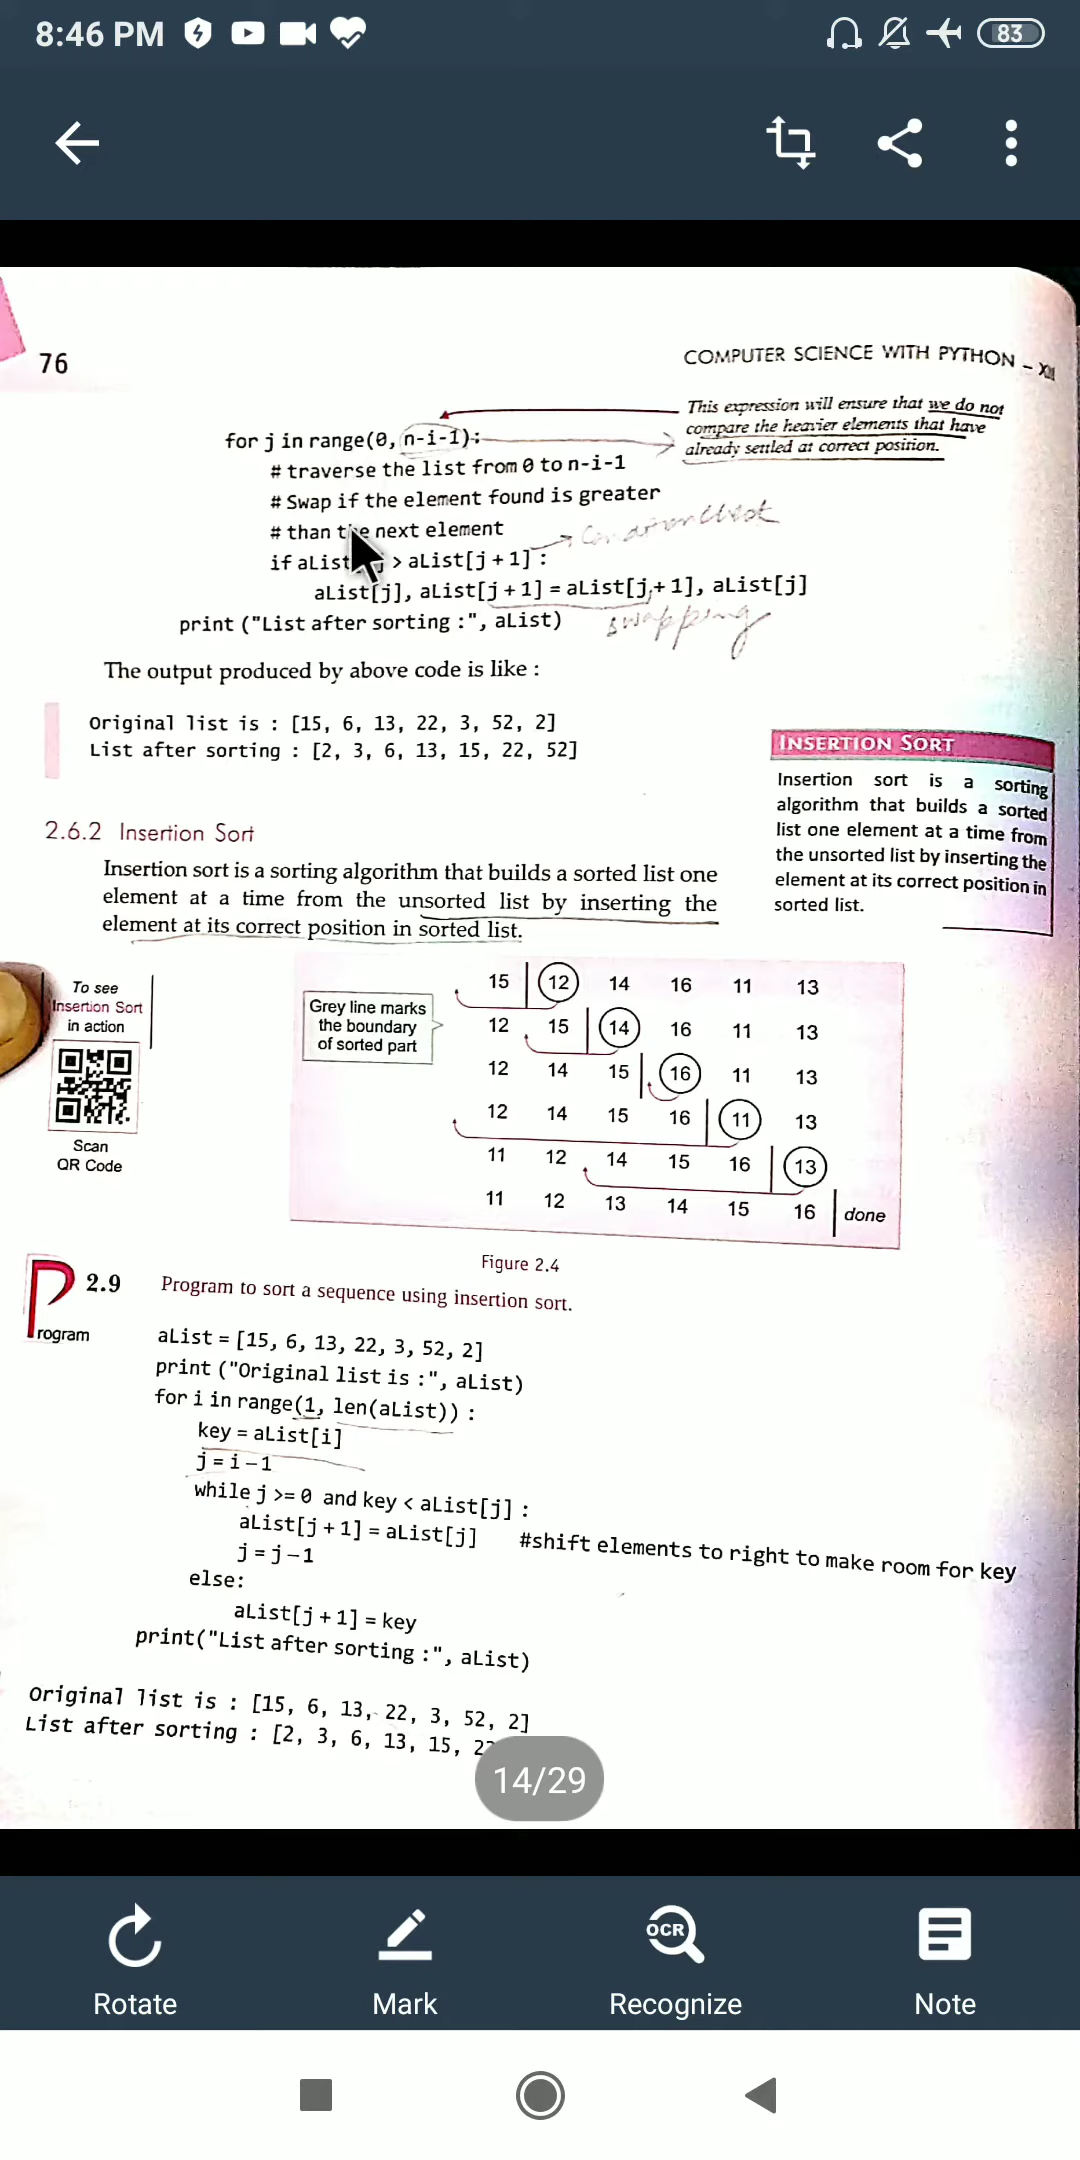 8:46 PM
83
76
COMPUTER SCIENCE WITH PYTHON – XII
This expression will ensure that we do not
compare the heavier elements that have
already settled at correct position.
for j in range(0, n-i-1):
# traverse the list from 0 to n-i-1
# Swap if the element found is greater
# than the next element
Condition check
if aList j > aList[j+1] :
aList[j], aList[j+1] = aList[j+1], aList[j]
swapping
print ("List after sorting :", aList)
The output produced by above code is like :
Original list is : [15, 6, 13, 22, 3, 52, 2]
List after sorting : [2, 3, 6, 13, 15, 22, 52]
INSERTION SORT
Insertion sort is a sorting
algorithm that builds a sorted
list one element at a time from
the unsorted list by inserting the
element at its correct position in
sorted list.
2.6.2 Insertion Sort
Insertion sort is a sorting algorithm that builds a sorted list one
element at a time from the unsorted list by inserting the
element at its correct position in sorted list.
To see
Insertion Sort
in action
Scan
QR Code
Grey line marks
the boundary
of sorted part
15 12 14 16 11 13
12 15 14 16 11 13
12 14 15 16 11 13
12 14 15 16 11 13
11 12 14 15 16 13
11 12 13 14 15 16 done
Figure 2.4
Program
2.9 Program to sort a sequence using insertion sort.
aList = [15, 6, 13, 22, 3, 52, 2]
print ("Original list is :", aList)
for i in range(1, len(aList)) :
key = aList[i]
j = i – 1
while j >= 0 and key < aList[j] :
aList[j+1] = aList[j] #shift elements to right to make room for key
j = j – 1
else:
aList[j+1] = key
print("List after sorting :", aList)
Original list is : [15, 6, 13, 22, 3, 52, 2]
List after sorting : [2, 3, 6, 13, 15, 22
14/29
Rotate
Mark
OCR
Recognize
Note